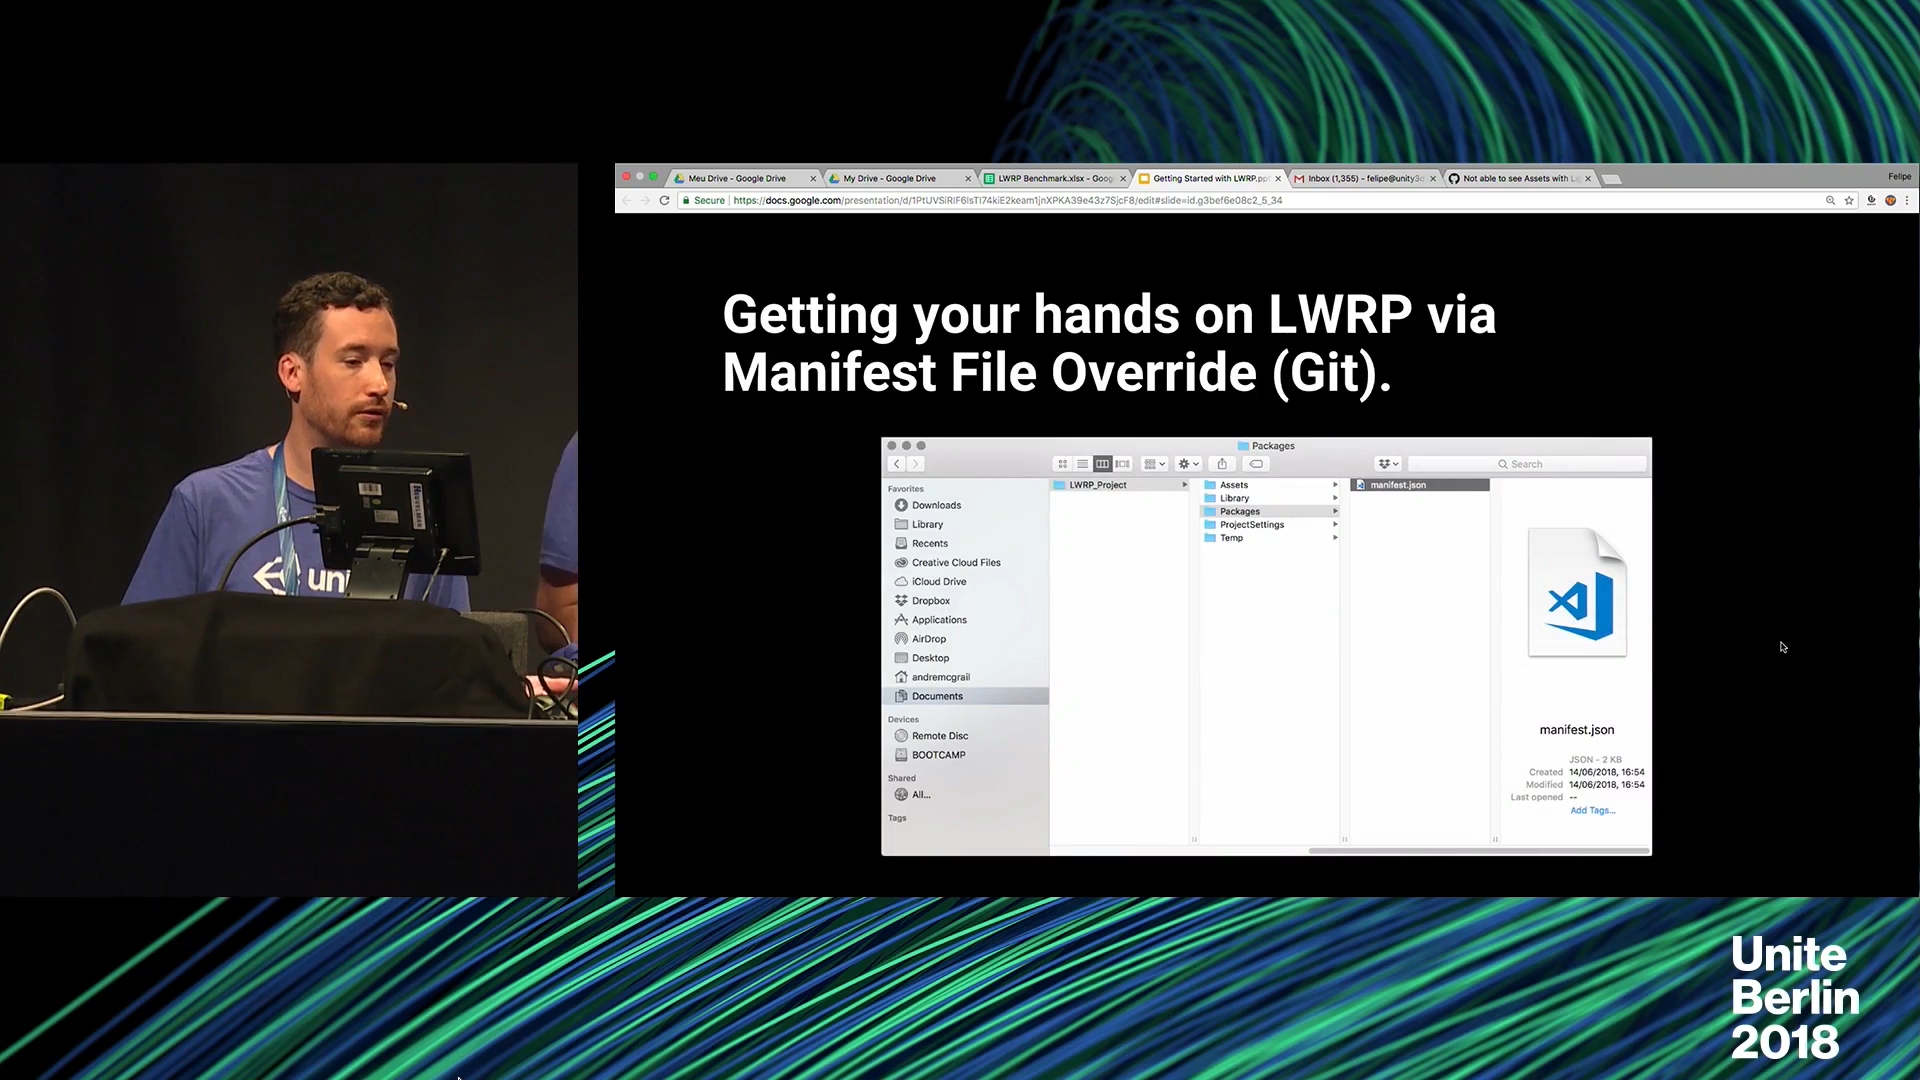 Meu Drive - Google Drive
My Drive - Google Drive
LWRP Benchmark.xlsx - Goog
Getting Started with LWRP.ppt
Inbox (1,355) - felipe@unity3d
Not able to see Assets with Li
Felipe
Secure
https://docs.google.com/presentation/d/1PtUVSiRlF6IsTl74kiE2keam1jnXPKA39e43z7SjcF8/edit#slide=id.g3bef6e08c2_5_34
Getting your hands on LWRP via
Manifest File Override (Git).
Packages
Search
Favorites
Downloads
Library
Recents
Creative Cloud Files
iCloud Drive
Dropbox
Applications
AirDrop
Desktop
andremcgrail
Documents
Devices
Remote Disc
BOOTCAMP
Shared
All...
Tags
LWRP_Project
Assets
Library
Packages
ProjectSettings
Temp
manifest.json
manifest.json
JSON - 2 KB
Created 14/06/2018, 16:54
Modified 14/06/2018, 16:54
Last opened --
Add Tags...
uni
Unite
Berlin
2018